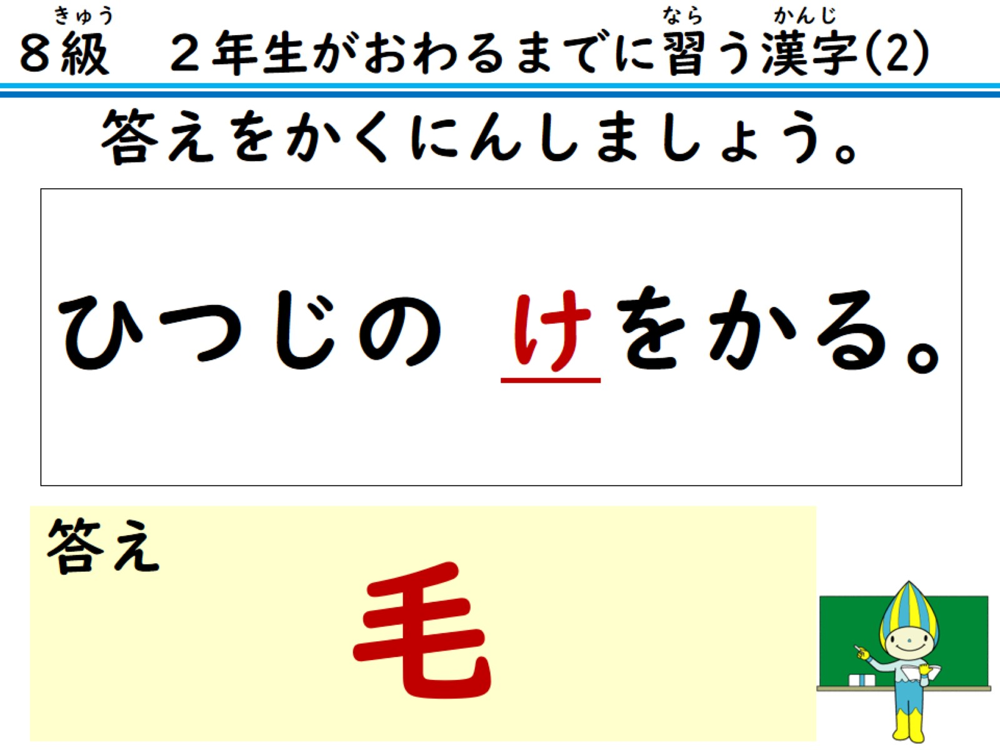 きゅう なら かんじ
８級　２年生がおわるまでに習う漢字(2)
答えをかくにんしましょう。
ひつじの けをかる。
答え
毛